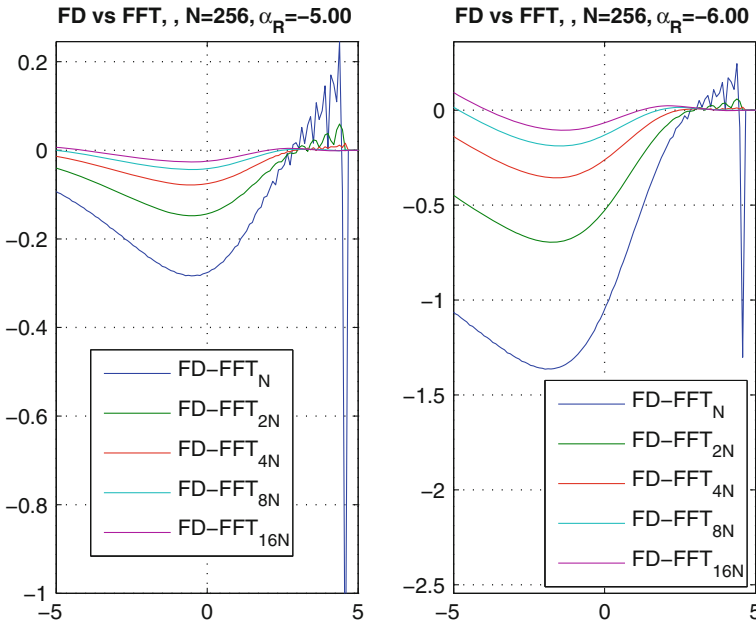 FD vs FFT, , N=256, α_R=−5.00
0.2
0
−0.2
−0.4
−0.6
−0.8
−1
−5
0
5
FD−FFT_N
FD−FFT_2N
FD−FFT_4N
FD−FFT_8N
FD−FFT_16N
FD vs FFT, , N=256, α_R=−6.00
0
−0.5
−1
−1.5
−2
−2.5
−5
0
5
FD−FFT_N
FD−FFT_2N
FD−FFT_4N
FD−FFT_8N
FD−FFT_16N